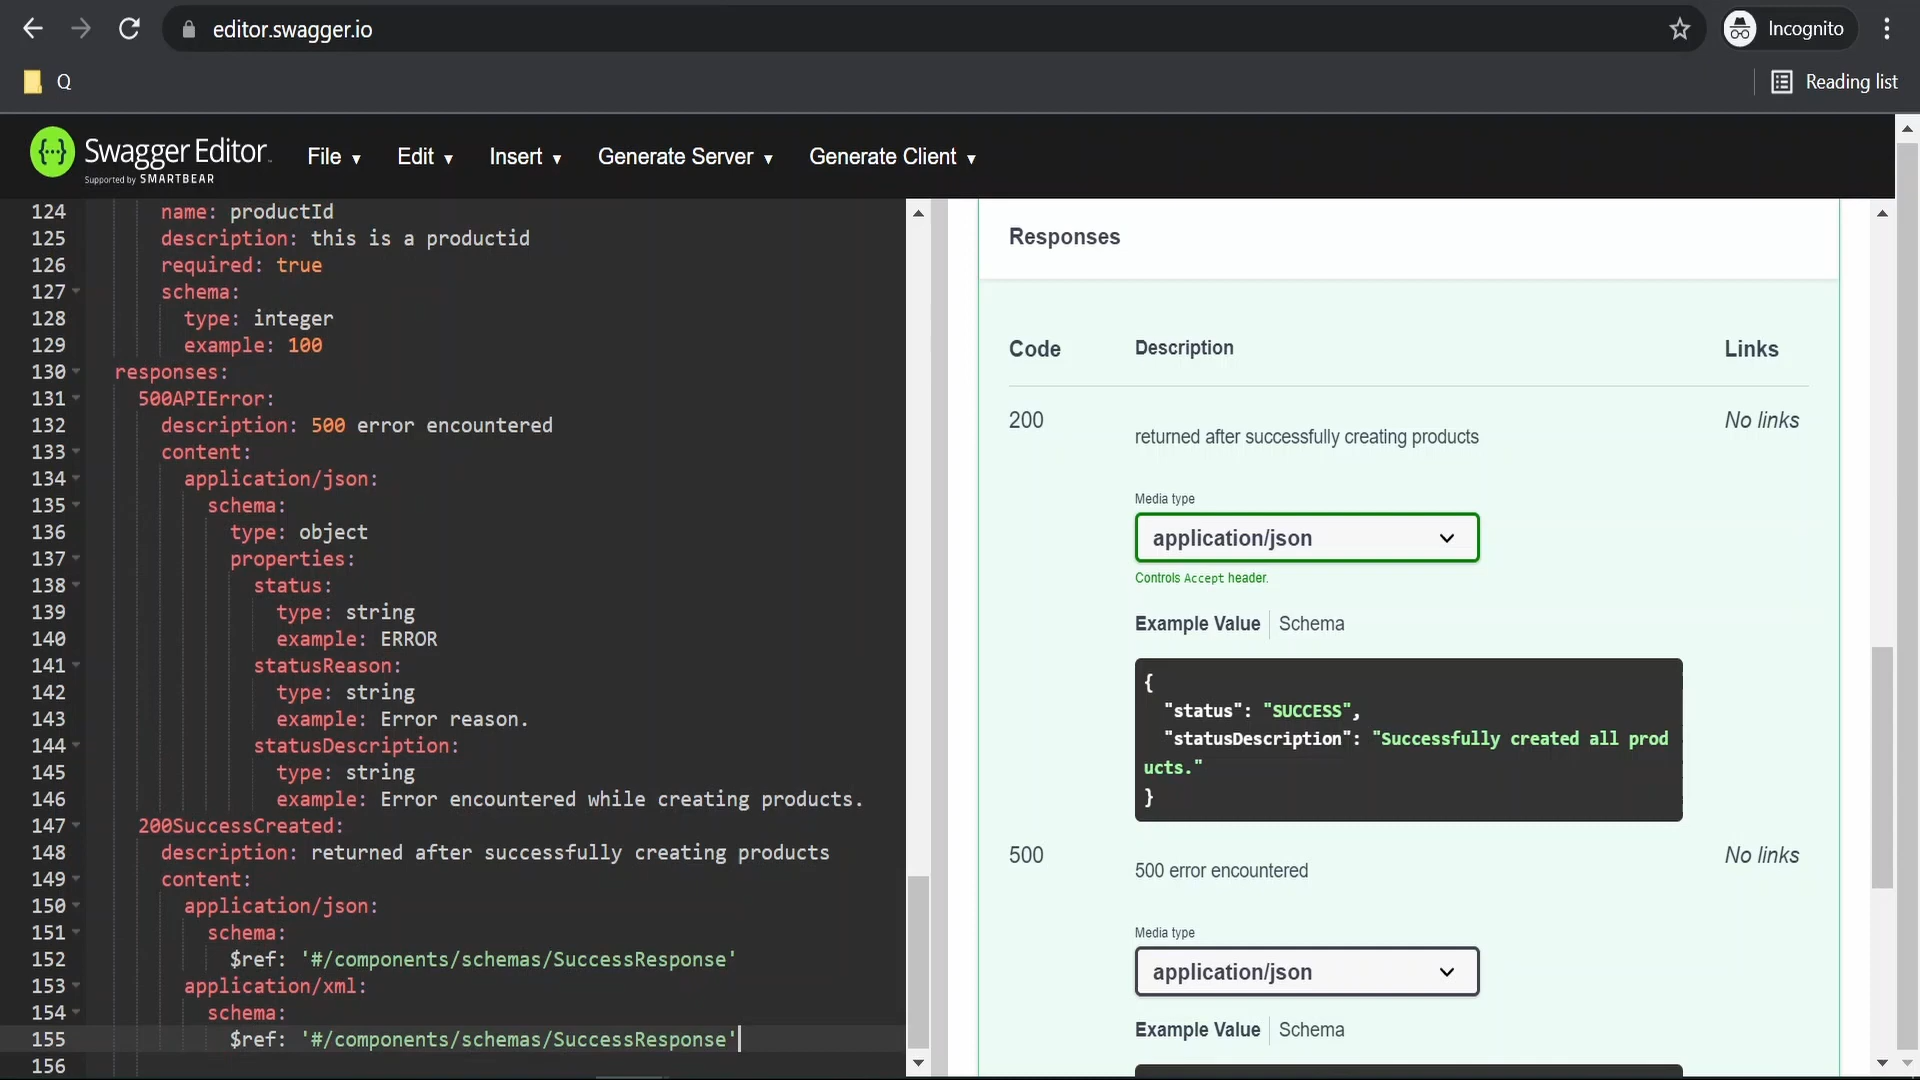 editor.swagger.io
Incognito
Q
Reading list
Swagger Editor
Supported by SMARTBEAR
File
Edit
Insert
Generate Server
Generate Client
124 name: productId
125 description: this is a productid
126 required: true
127 schema:
128 type: integer
129 example: 100
130 responses:
131 500APIError:
132 description: 500 error encountered
133 content:
134 application/json:
135 schema:
136 type: object
137 properties:
138 status:
139 type: string
140 example: ERROR
141 statusReason:
142 type: string
143 example: Error reason.
144 statusDescription:
145 type: string
146 example: Error encountered while creating products.
147 200SuccessCreated:
148 description: returned after successfully creating products
149 content:
150 application/json:
151 schema:
152 $ref: '#/components/schemas/SuccessResponse'
153 application/xml:
154 schema:
155 $ref: '#/components/schemas/SuccessResponse'
156
Responses
Code Description Links
200 returned after successfully creating products No links
Media type
application/json
Controls Accept header.
Example Value Schema
{
"status": "SUCCESS",
"statusDescription": "Successfully created all prod
ucts."
}
500 500 error encountered No links
Media type
application/json
Example Value Schema